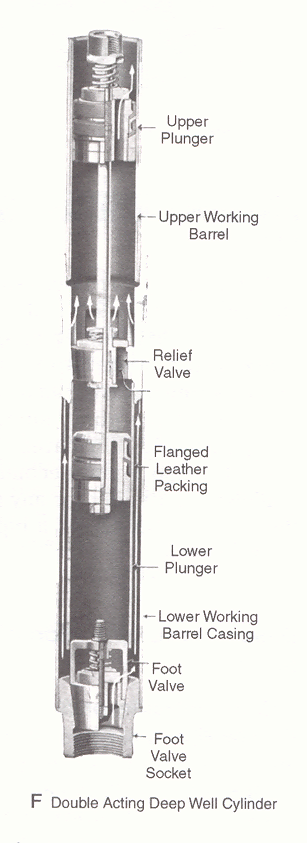 Upper
Plunger
Upper Working
Barrel
Relief
Valve
Flanged
Leather
Packing
Lower
Plunger
Lower Working
Barrel Casing
Foot
Valve
Foot
Valve
Socket
F Double Acting Deep Well Cylinder